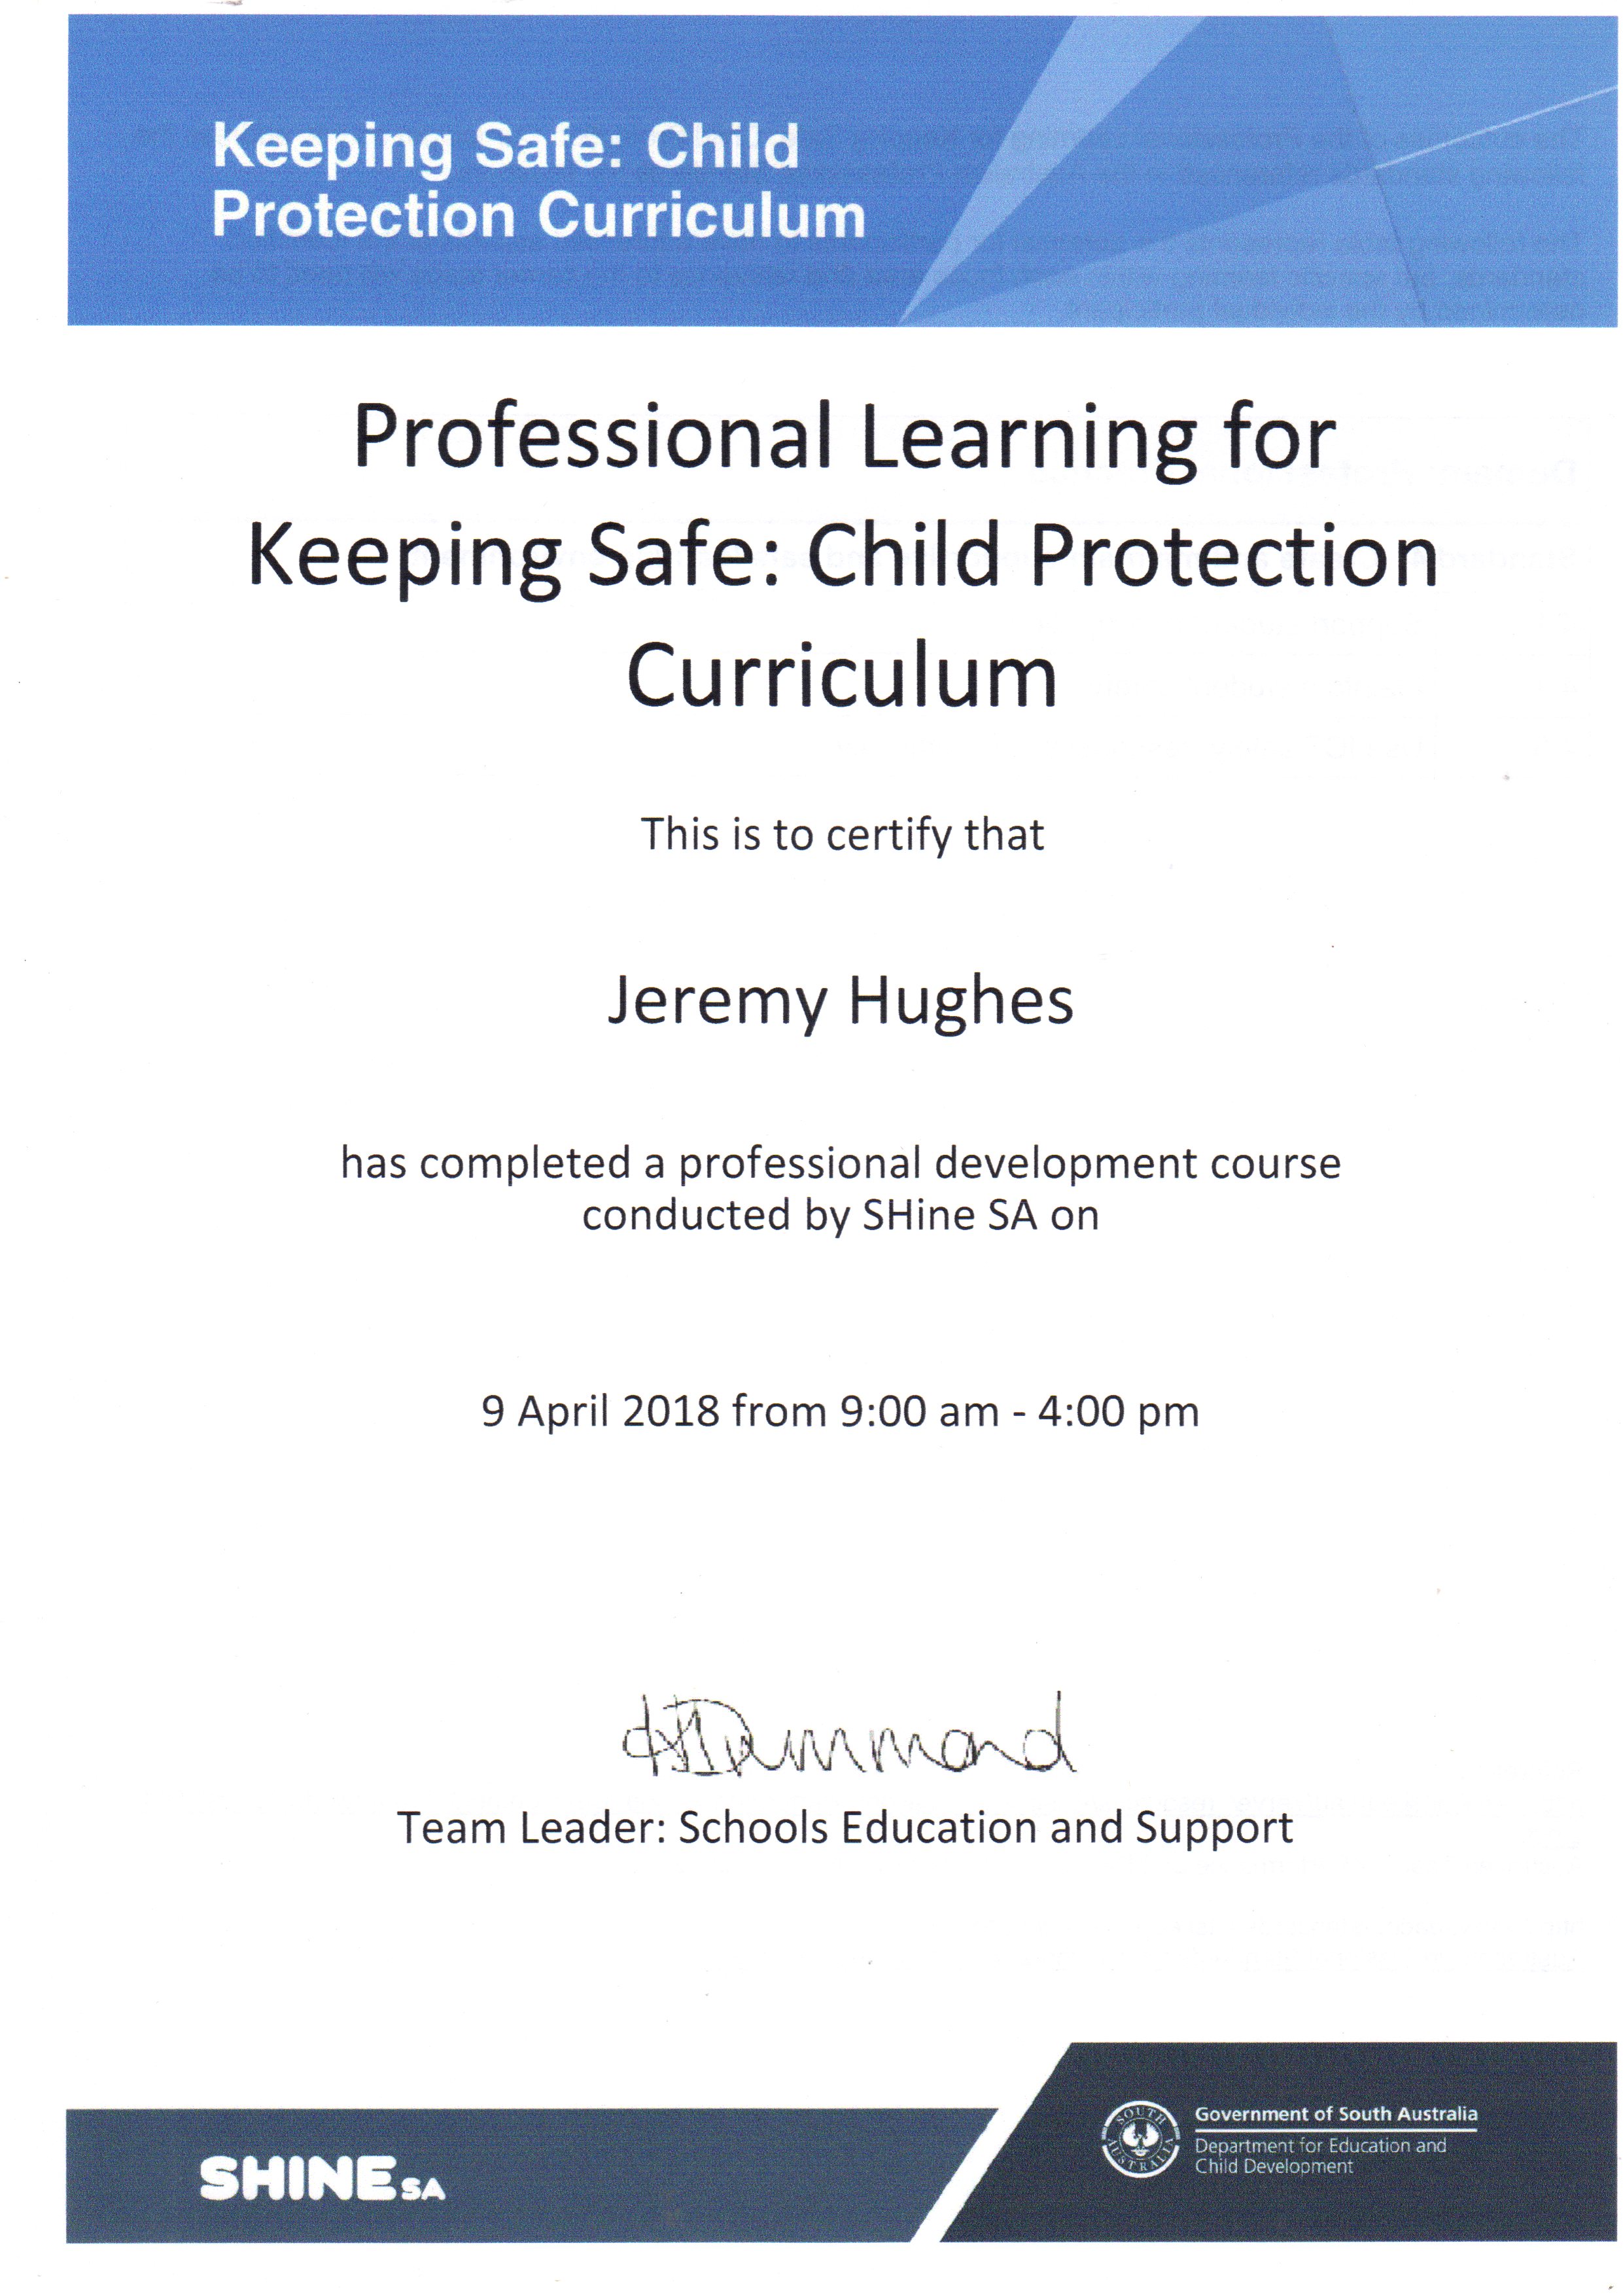 Keeping Safe: Child
Protection Curriculum
Professional Learning for
Keeping Safe: Child Protection
Curriculum
This is to certify that
Jeremy Hughes
has completed a professional development course
conducted by SHine SA on
9 April 2018 from 9:00 am - 4:00 pm
Team Leader: Schools Education and Support
SHINE SA
SOUTH AUSTRALIA
Government of South Australia
Department for Education and
Child Development